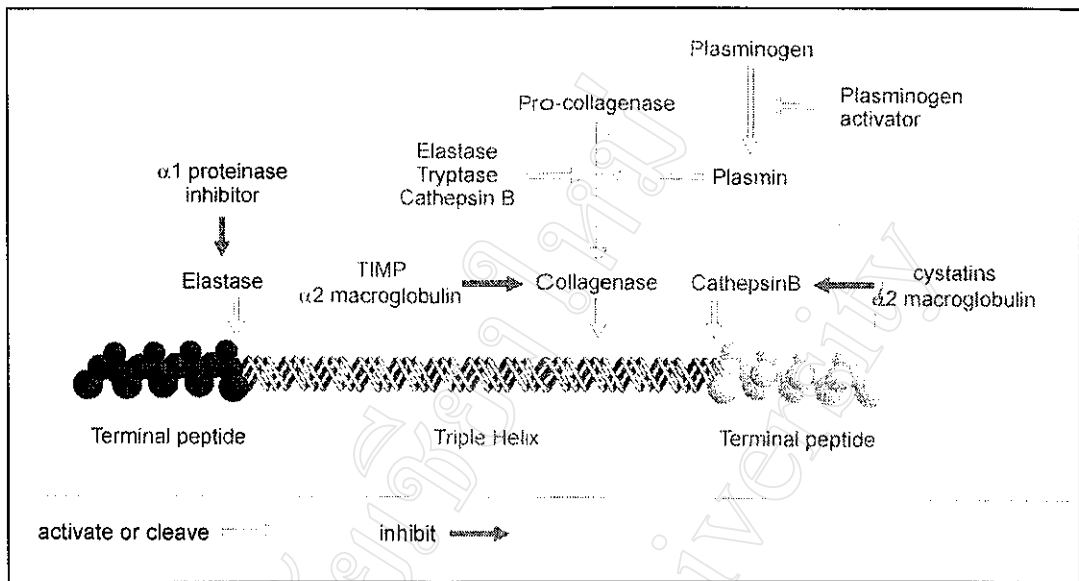 Plasminogen
Pro-collagenase
Plasminogen
activator
Elastase
Tryptase
Cathepsin B
Plasmin
α1 proteinase
inhibitor
Elastase
TIMP
α2 macroglobulin
Collagenase
CathepsinB
cystatins
α2 macroglobulin
Terminal peptide
Triple Helix
Terminal peptide
activate or cleave
inhibit
University